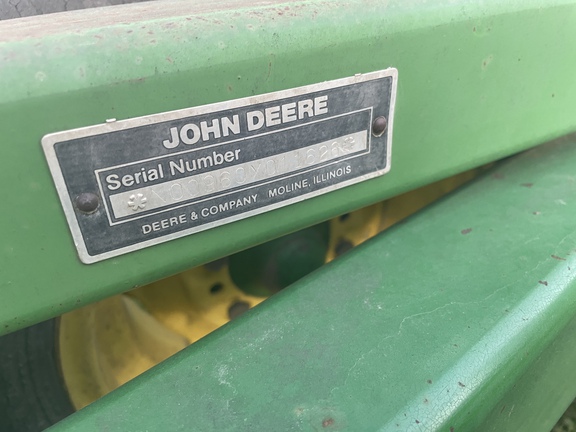 JOHN DEERE
Serial Number
DEERE & COMPANY MOLINE, ILLINOIS